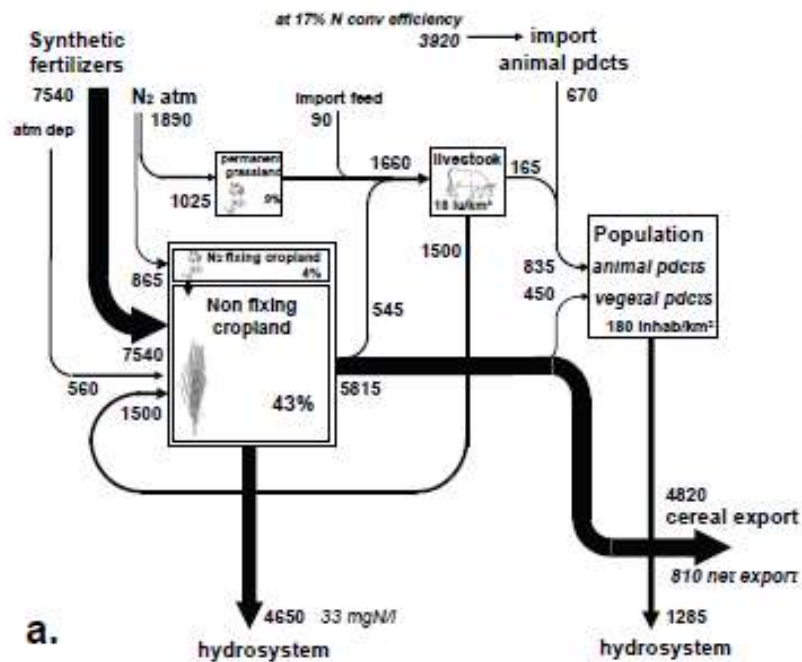 at 17% N conv efficiency
3920
import
animal pdcts
670
Synthetic
fertilizers
7540
N₂ atm
1890
atm dep
Import feed
90
permanent
grassland
9%
1025
1660
livestock
18 lu/km²
165
1500
N₂ fixing cropland
4%
865
Non fixing
cropland
43%
7540
560
1500
545
5815
Population
animal pdcts
vegetal pdcts
180 inhab/km²
835
450
4820
cereal export
810 net export
4650
33 mgN/l
hydrosystem
1285
hydrosystem
a.